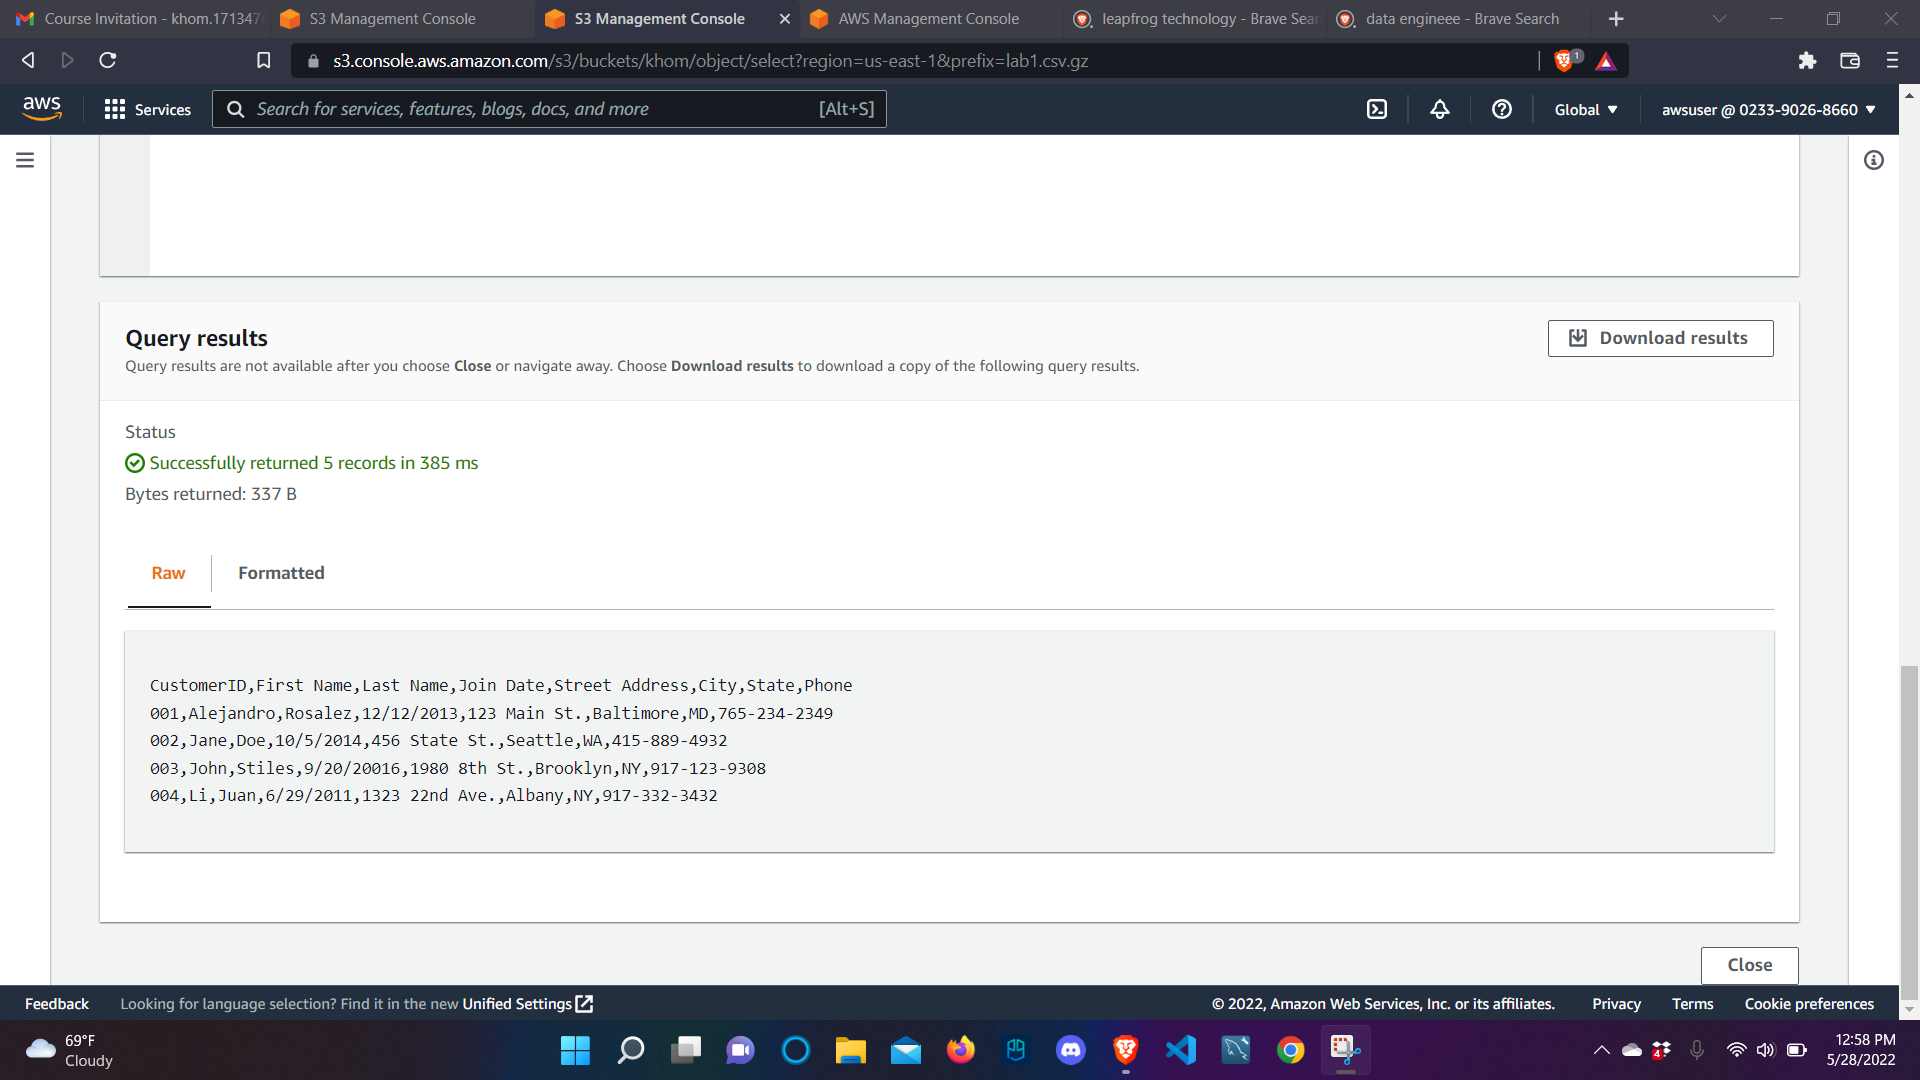 Course Invitation - khom.17134
S3 Management Console
S3 Management Console
AWS Management Console
leapfrog technology - Brave Sear
data engineee - Brave Search
s3.console.aws.amazon.com/s3/buckets/khom/object/select?region=us-east-1&prefix=lab1.csv.gz
1
aws
Services
Search for services, features, blogs, docs, and more
[Alt+S]
Global
awsuser @ 0233-9026-8660
Query results
Download results
Query results are not available after you choose Close or navigate away. Choose Download results to download a copy of the following query results.
Status
Successfully returned 5 records in 385 ms
Bytes returned: 337 B
Raw
Formatted
CustomerID,First Name,Last Name,Join Date,Street Address,City,State,Phone
001,Alejandro,Rosalez,12/12/2013,123 Main St.,Baltimore,MD,765-234-2349
002,Jane,Doe,10/5/2014,456 State St.,Seattle,WA,415-889-4932
003,John,Stiles,9/20/20016,1980 8th St.,Brooklyn,NY,917-123-9308
004,Li,Juan,6/29/2011,1323 22nd Ave.,Albany,NY,917-332-3432
Close
Feedback
Looking for language selection? Find it in the new Unified Settings
© 2022, Amazon Web Services, Inc. or its affiliates.
Privacy
Terms
Cookie preferences
69°F
Cloudy
4
12:58 PM
5/28/2022